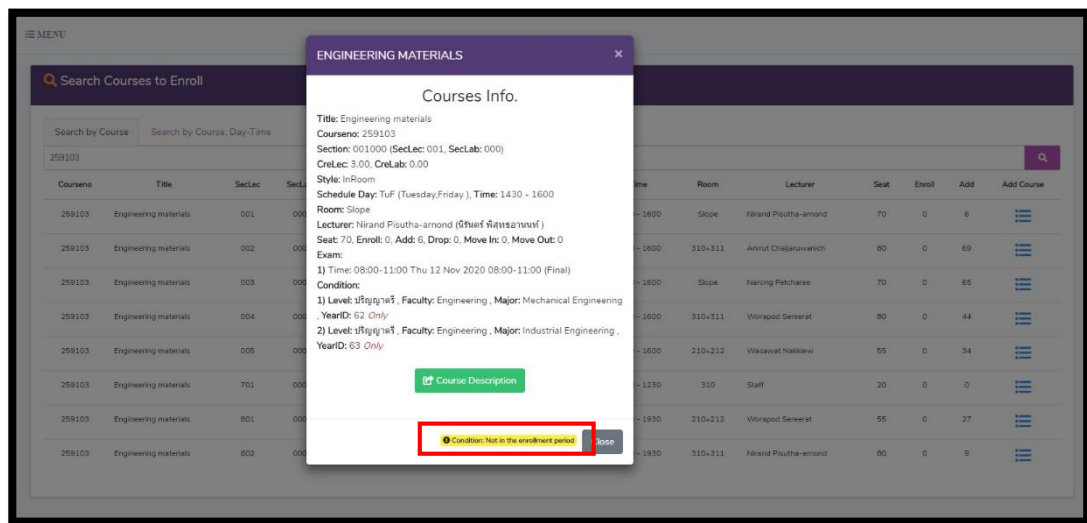 MENU
ENGINEERING MATERIALS ×
Search Courses to Enroll
Courses Info.
Search by Course Search by Course, Day-Time
259103
Title: Engineering materials
Courseno: 259103
Section: 001000 (SecLec: 001, SecLab: 000)
CreLec: 3.00, CreLab: 0.00
Style: InRoom
Schedule Day: TuF (Tuesday,Friday ), Time: 1430 - 1600
Room: Slope
Lecturer: Nirand Pisutha-arnond (นิรันดร์ พิสุทธอานนท์ )
Seat: 70, Enroll: 0, Add: 6, Drop: 0, Move In: 0, Move Out: 0
Exam:
1) Time: 08:00-11:00 Thu 12 Nov 2020 08:00-11:00 (Final)
Condition:
1) Level: ปริญญาตรี , Faculty: Engineering , Major: Mechanical Engineering
, YearID: 62 Only
2) Level: ปริญญาตรี , Faculty: Engineering , Major: Industrial Engineering ,
YearID: 63 Only
Course Description
Condition: Not in the enrollment period
Close
Courseno Title SecLec Room Lecturer Seat Enroll Add Add Course
259103 Engineering materials 001 - 1600 Slope Nirand Pisutha-arnond 70 0 6
259103 Engineering materials 002 - 1600 310+311 Anirut Chaijaruwanich 80 0 69
259103 Engineering materials 003 - 1600 Slope Narong Petcharee 70 0 65
259103 Engineering materials 004 - 1600 310+311 Worapod Sereerat 80 0 44
259103 Engineering materials 005 - 1600 210+212 Wasawat Nakkiew 55 0 34
259103 Engineering materials 701 - 1230 310 Staff 20 0 0
259103 Engineering materials 801 - 1930 210+212 Worapod Sereerat 55 0 27
259103 Engineering materials 802 - 1930 310+311 Nirand Pisutha-arnond 80 0 9